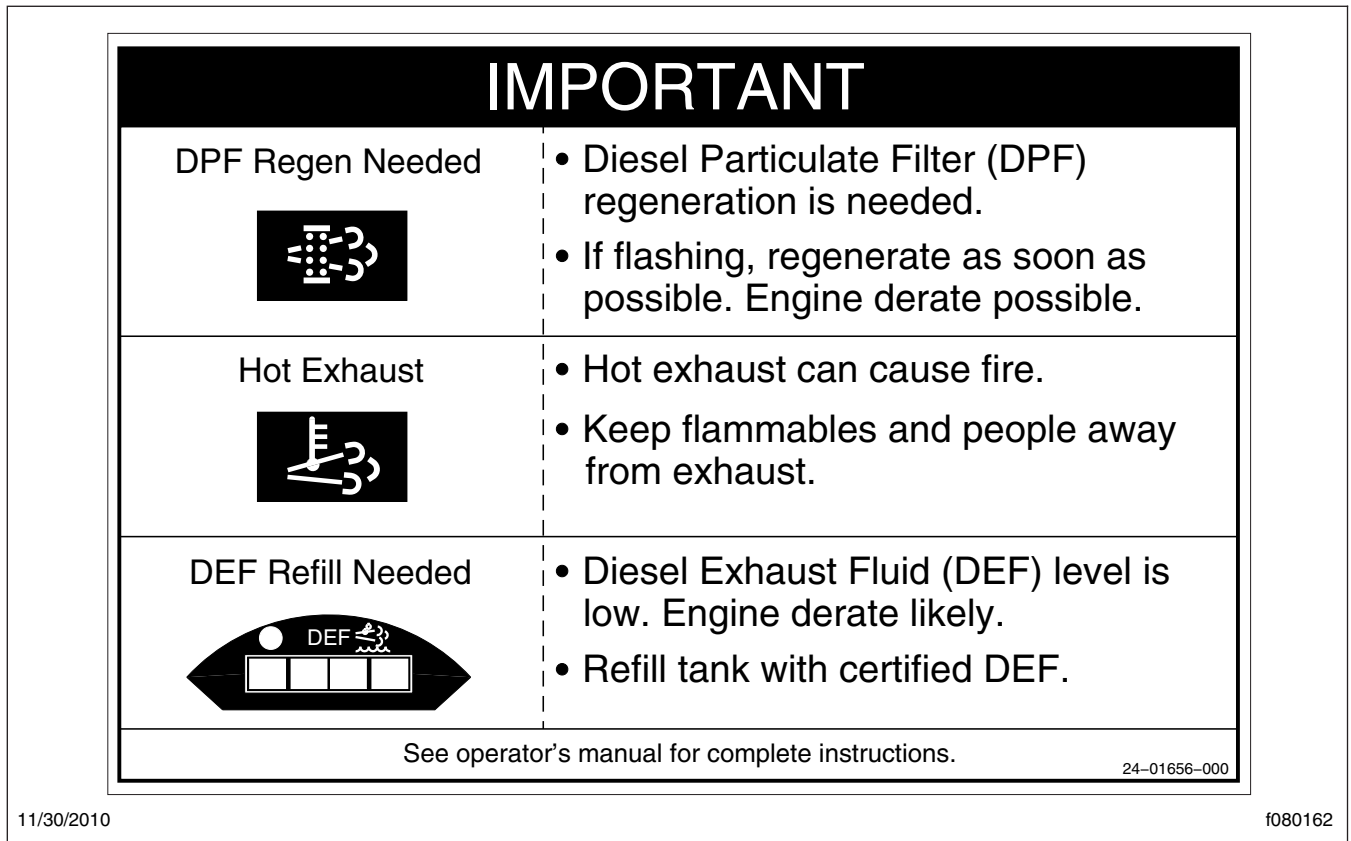 IMPORTANT
DPF Regen Needed
• Diesel Particulate Filter (DPF)
regeneration is needed.
• If flashing, regenerate as soon as
possible. Engine derate possible.
Hot Exhaust
• Hot exhaust can cause fire.
• Keep flammables and people away
from exhaust.
DEF Refill Needed
DEF
• Diesel Exhaust Fluid (DEF) level is
low. Engine derate likely.
• Refill tank with certified DEF.
See operator’s manual for complete instructions.
24–01656–000
11/30/2010
f080162